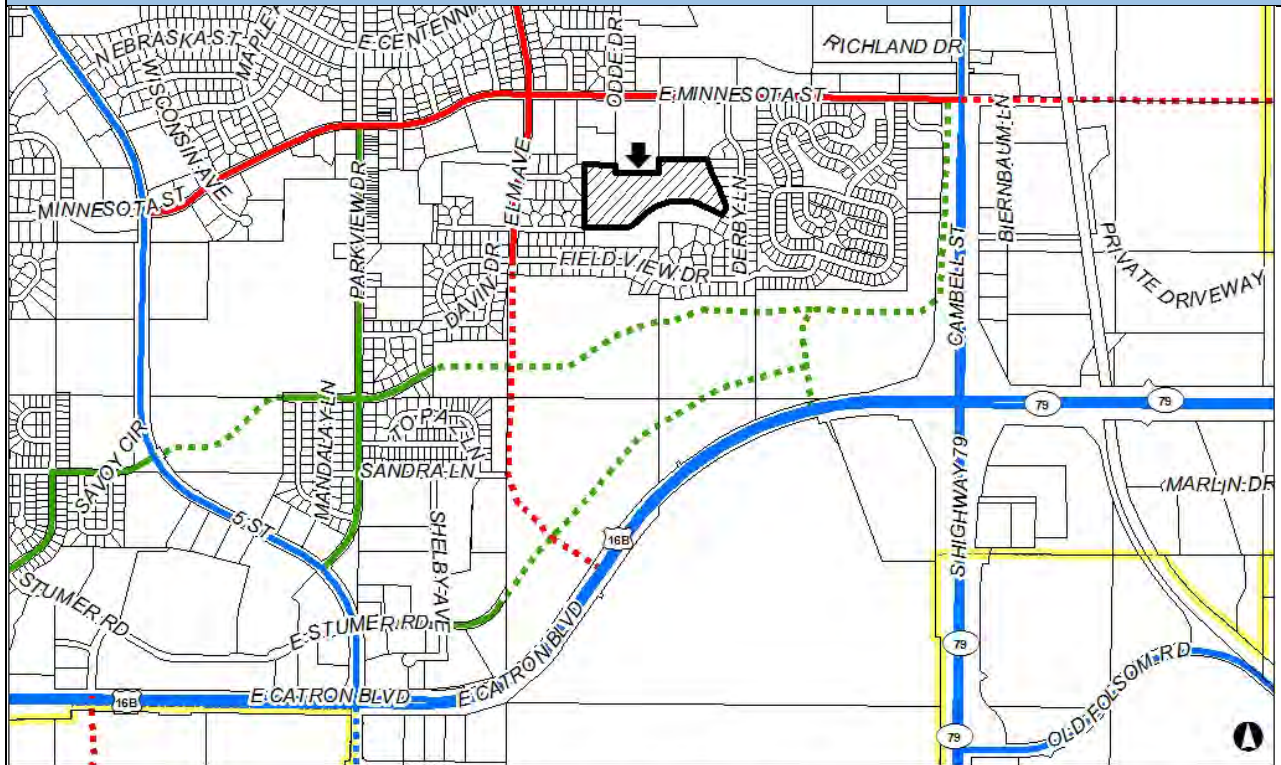 NEBRASKA ST
WISCONSIN AVE
MAPLE
E CENTENN
ODDE DR
RICHLAND DR
E MINNESOTA ST
MINNESOTA ST
ELM AVE
PARKVIEW DR
DERBY LN
BIERNBAUM LN
CAMBELL ST
PRIVATE DRIVEWAY
FIELD VIEW DR
DAVIN DR
79
79
SAVOY CIR
MANDALAY LN
SANDRA LN
SHELBY AVE
5 ST
S HIGHWAY 79
MARLIN DR
16B
STUMER RD
E STUMER RD
E CATRON BLVD
16B
E CATRON BLVD
79
79
OLD FOLSOM RD